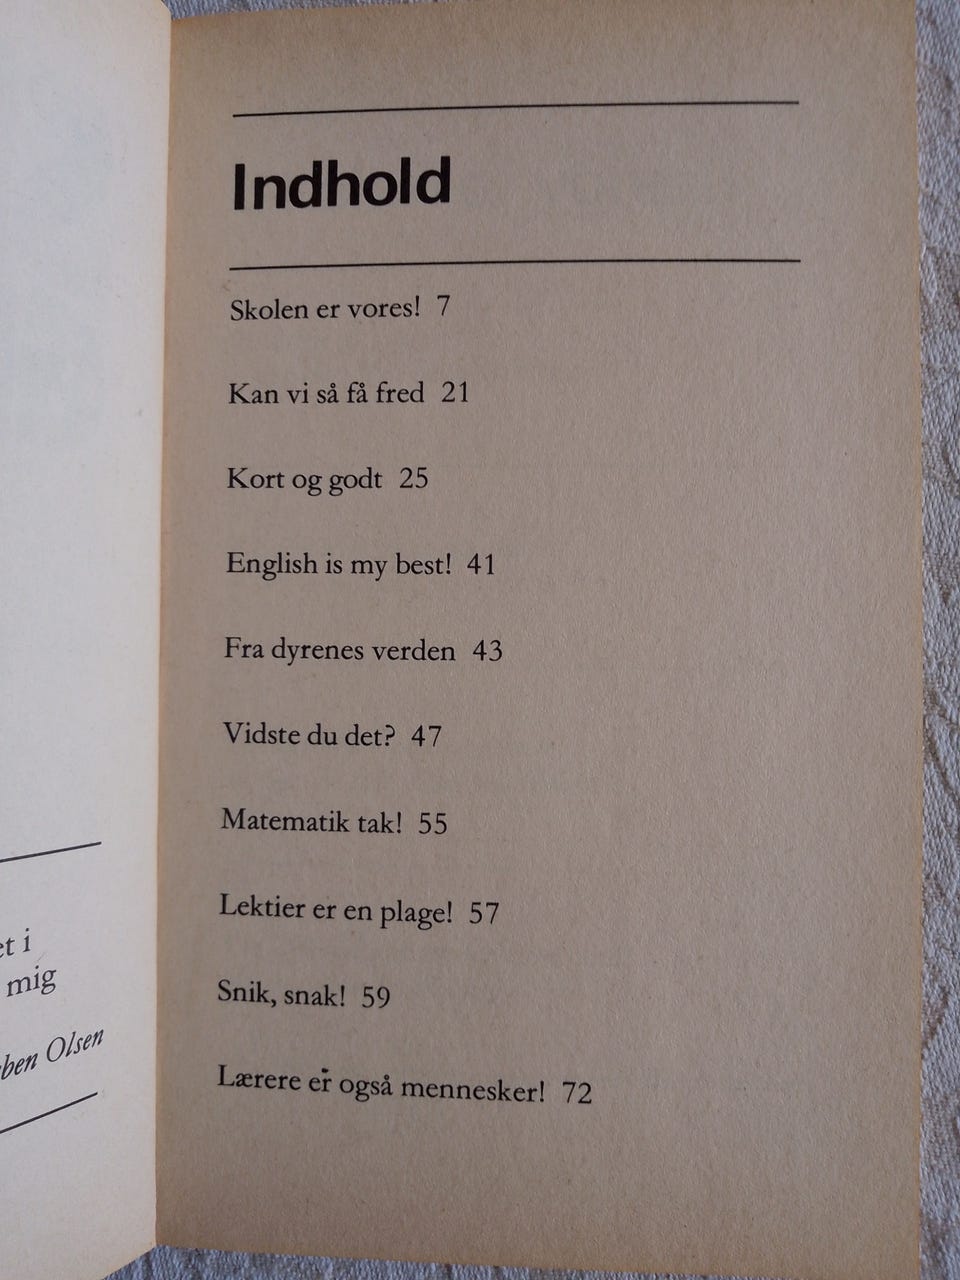 Indhold
Skolen er vores! 7
Kan vi så få fred 21
Kort og godt 25
English is my best! 41
Fra dyrenes verden 43
Vidste du det? 47
Matematik tak! 55
Lektier er en plage! 57
Snik, snak! 59
Lærere er også mennesker! 72
i
mig
Olsen